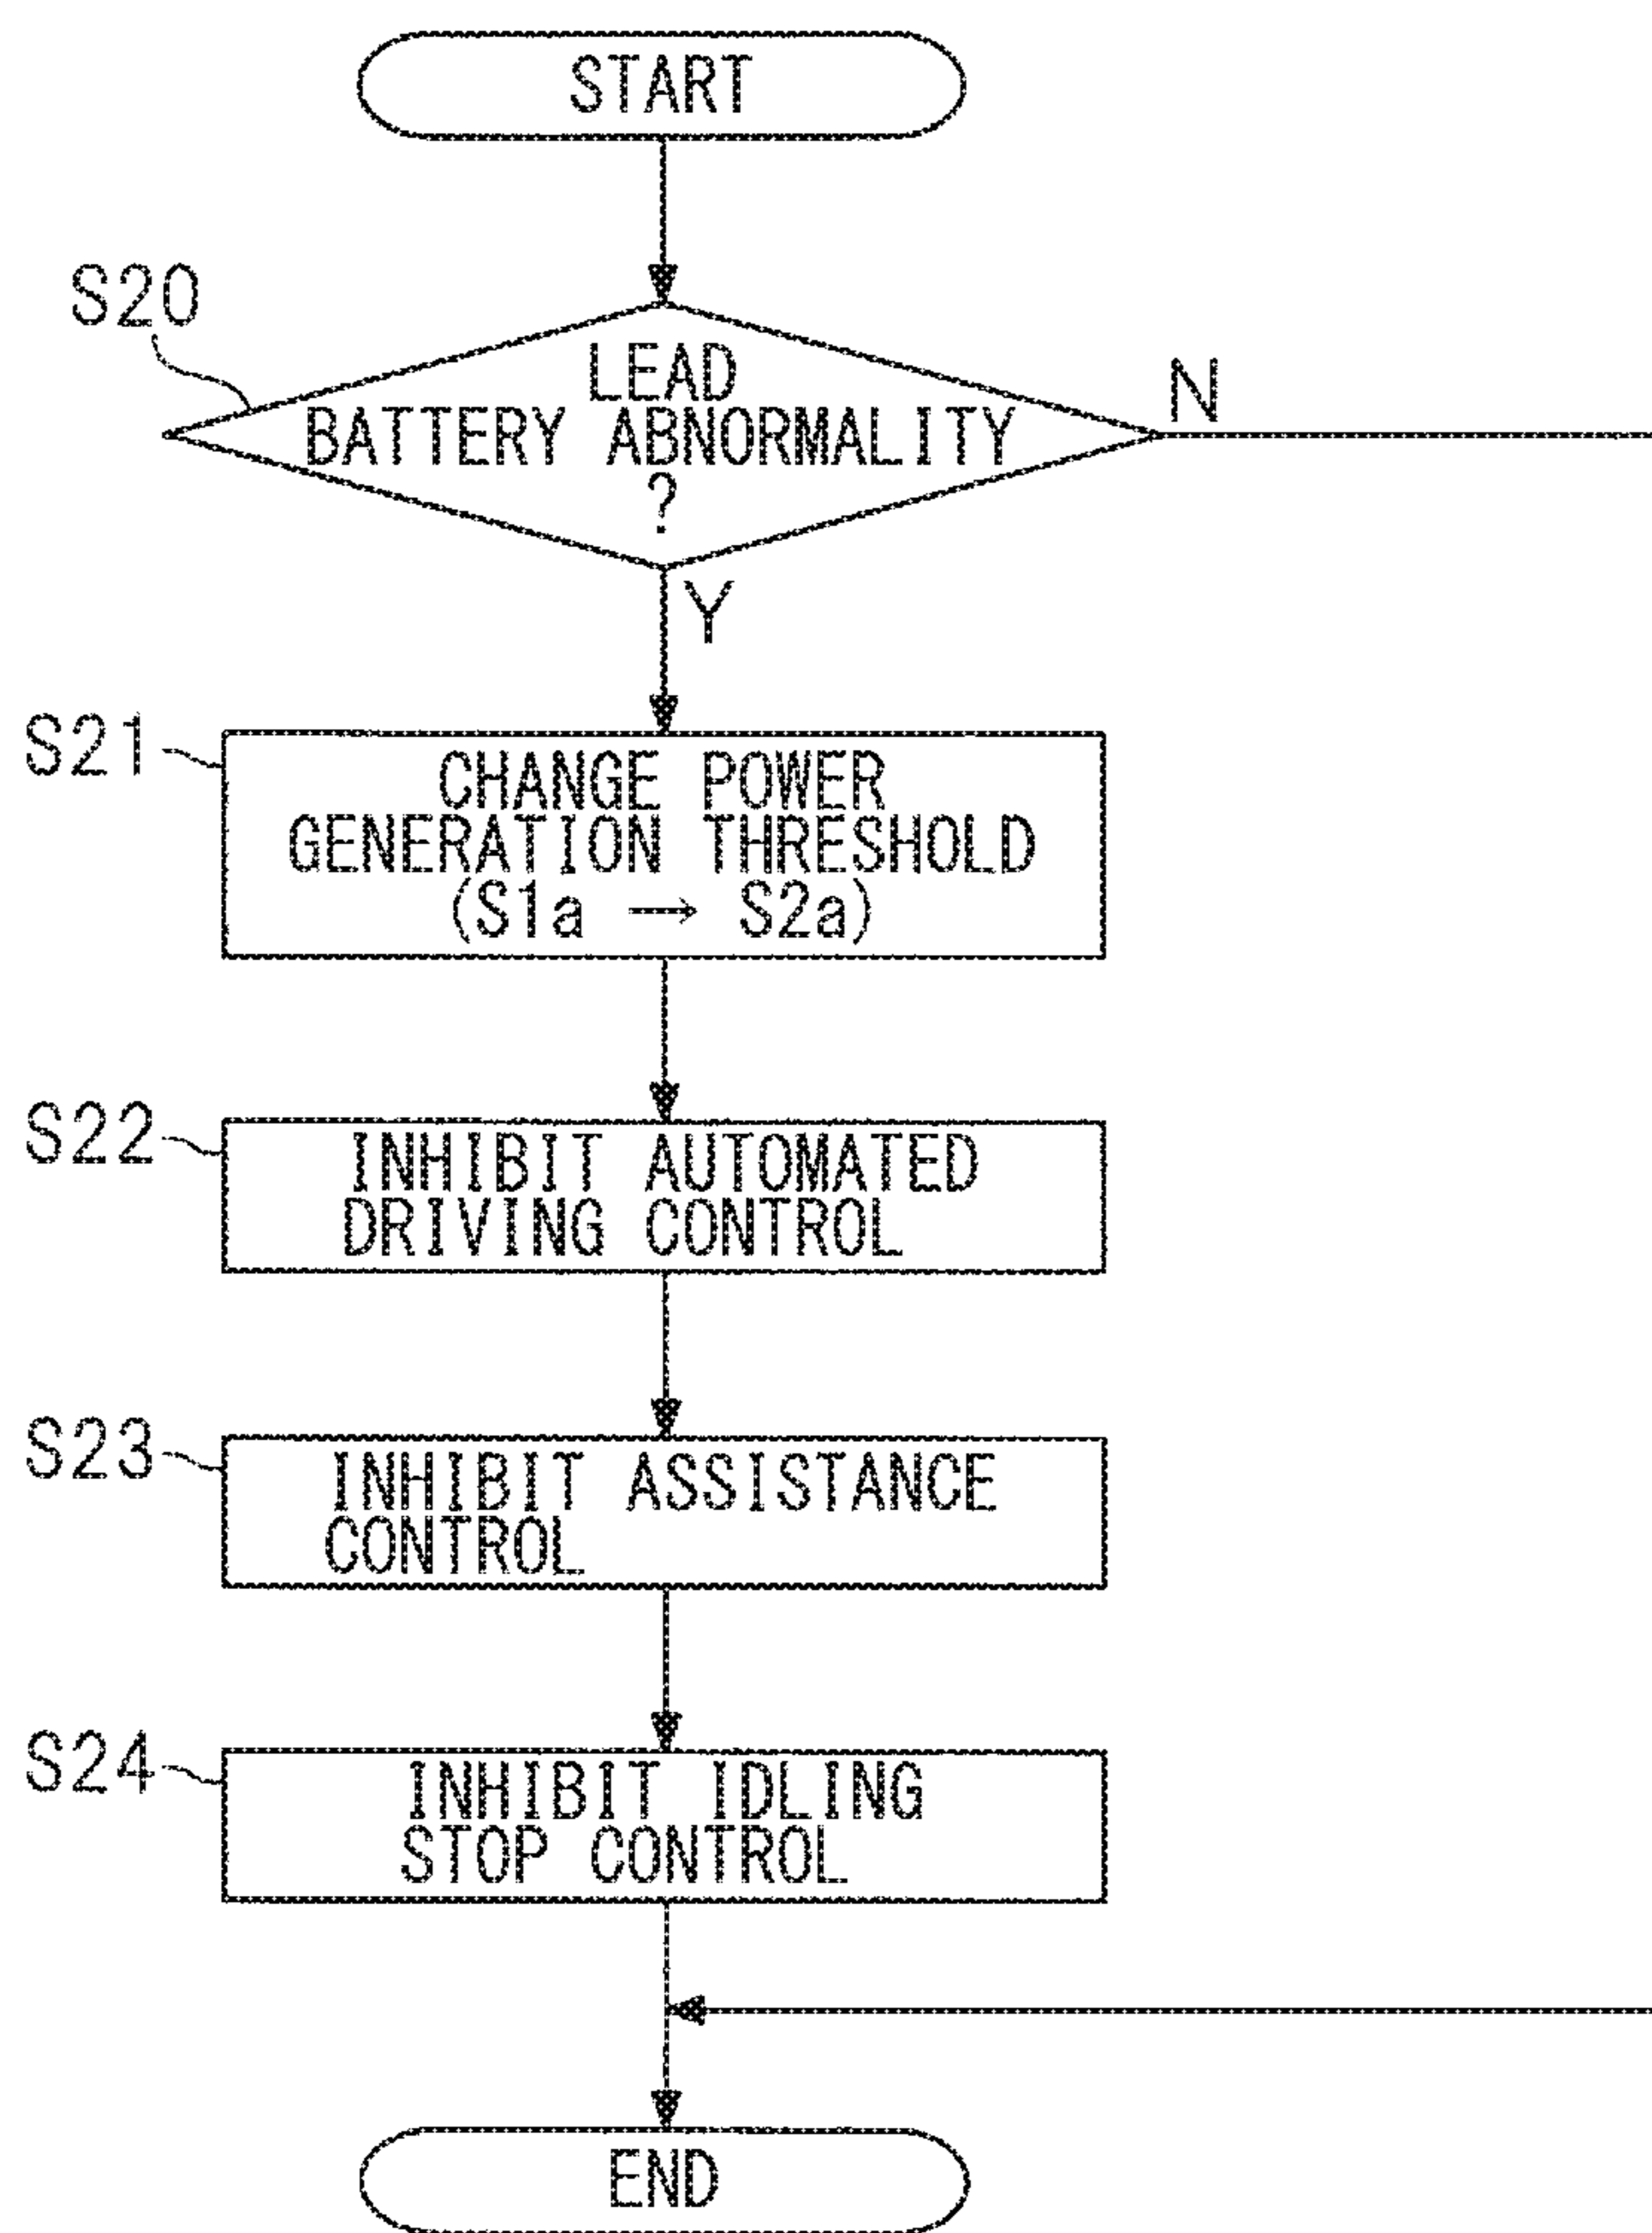 START
S20
LEAD
BATTERY ABNORMALITY
?
N
Y
S21
CHANGE POWER
GENERATION THRESHOLD
(S1a → S2a)
S22
INHIBIT AUTOMATED
DRIVING CONTROL
S23
INHIBIT ASSISTANCE
CONTROL
S24
INHIBIT IDLING
STOP CONTROL
END